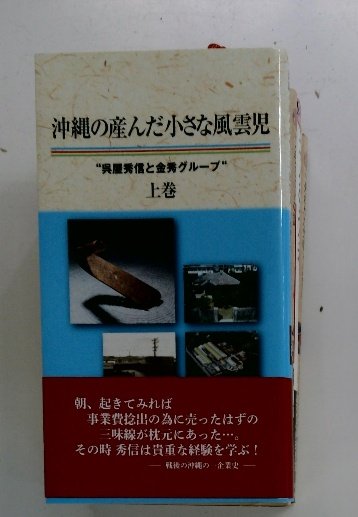 沖縄の産んだ小さな風雲児
"呉屋秀信と金秀グループ"
上巻
朝、起きてみれば
事業費捻出の為に売ったはずの
三味線が枕元にあった…。
その時 秀信は貴重な経験を学ぶ！
― 戦後の沖縄の一企業史 ―